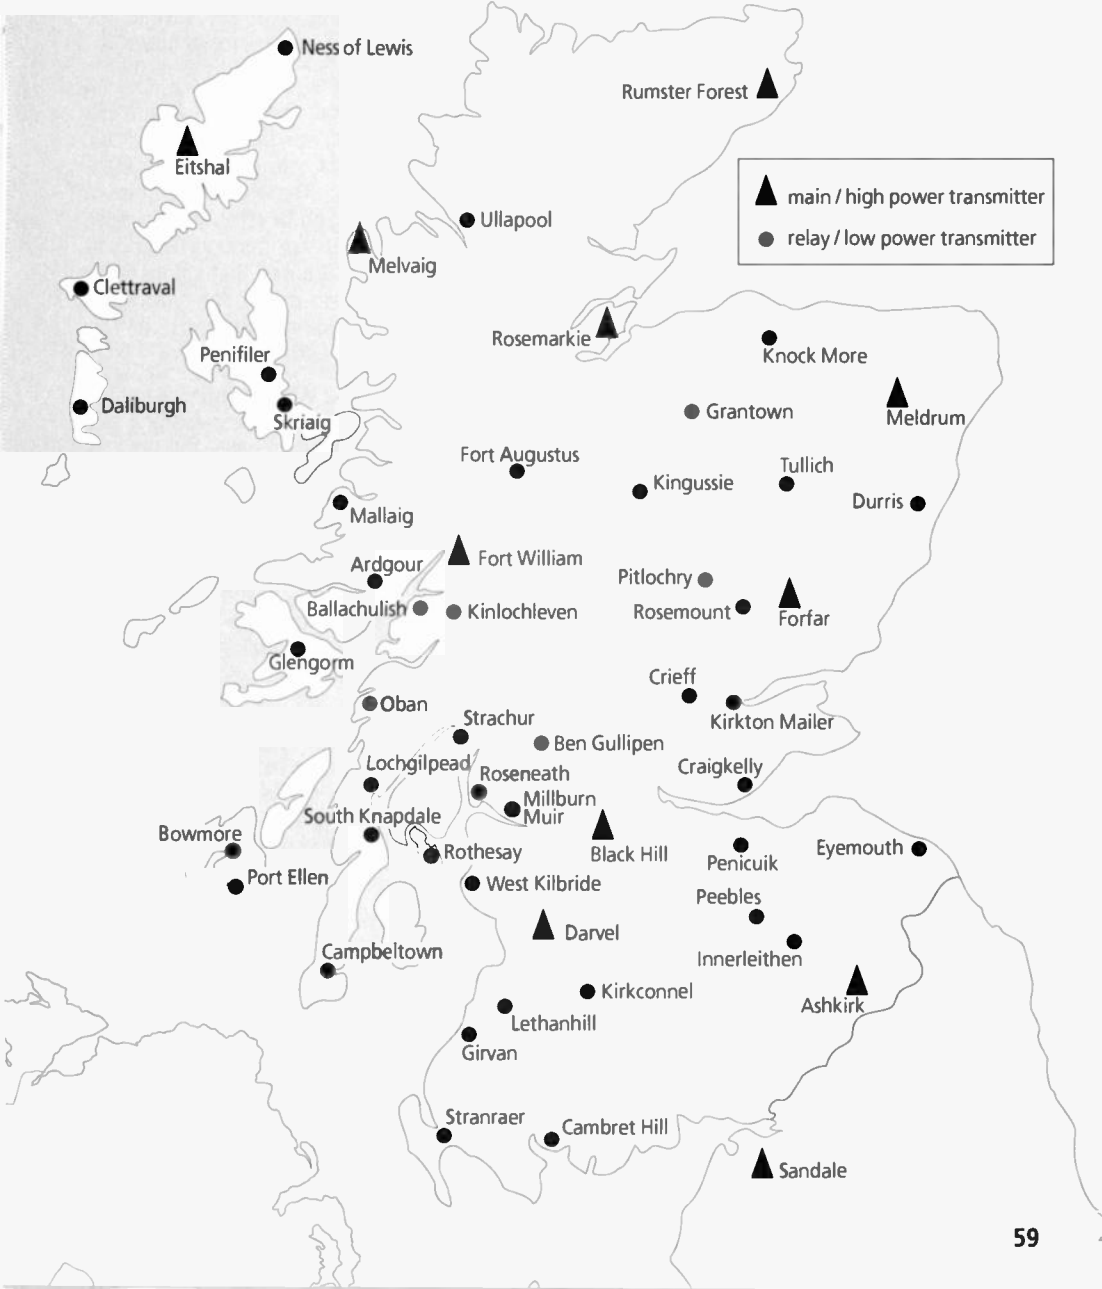 Ness of Lewis
Rumster Forest
Eitshal
main / high power transmitter
Ullapool
relay / low power transmitter
Melvaig
Clettraval
Rosemarkie
Penifiler
Knock More
Daliburgh
Grantown
Meldrum
Skriaig
Fort Augustus
Tullich
Kingussie
Durris
Mallaig
Fort William
Ardgour
Pitlochry
Ballachulish
Kinlochleven
Rosemount
Forfar
Glengorm
Crieff
Oban
Strachur
Kirkton Mailer
Ben Gullipen
Lochgilpead
Roseneath
Craigkelly
Millburn
Muir
South Knapdale
Bowmore
Rothesay
Black Hill
Penicuik
Eyemouth
Port Ellen
West Kilbride
Peebles
Darvel
Campbeltown
Innerleithen
Kirkconnel
Ashkirk
Lethanhill
Girvan
Stranraer
Cambret Hill
Sandale
59